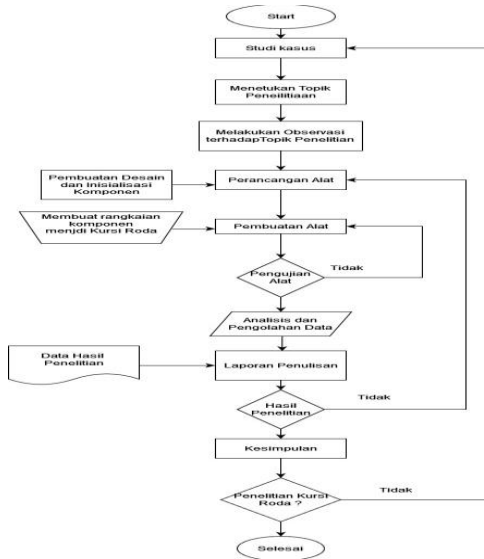 Start
Studi kasus
Menetukan Topik
Peneilitiaan
Melakukan Observasi
terhadapTopik Penelitian
Pembuatan Desain
dan Inisialisasi
Komponen
Perancangan Alat
Membuat rangkaian
komponen
menjdi Kursi Roda
Pembuatan Alat
Pengujian
Alat
Tidak
Analisis dan
Pengolahan Data
Data Hasil
Penelitian
Laporan Penulisan
Hasil
Penelitian
Tidak
Kesimpulan
Penelitian Kursi
Roda ?
Tidak
Selesai